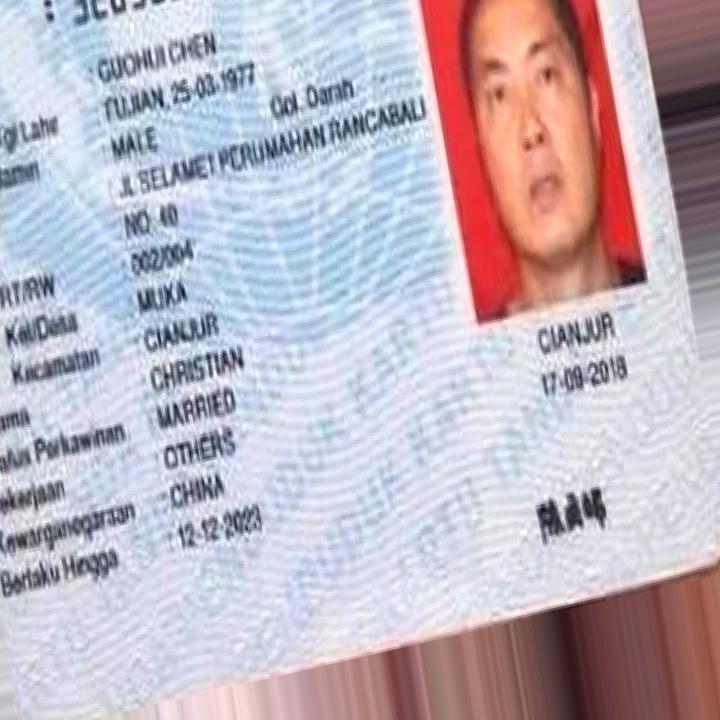 : GUOHUI CHEN
: FUJIAN, 25-03-1977
Tgl Lahir
: MALE
Gol. Darah
: JL SELAMET PERUMAHAN RANCABALI
NO. 40
: 002/004
RT/RW
: MUKA
Kel/Desa
: CIANJUR
Kecamatan
: CHRISTIAN
: MARRIED
Perkawinan
: OTHERS
: CHINA
Kewarganegaraan
: 12-12-2023
Berlaku Hingga
CIANJUR
17-09-2019